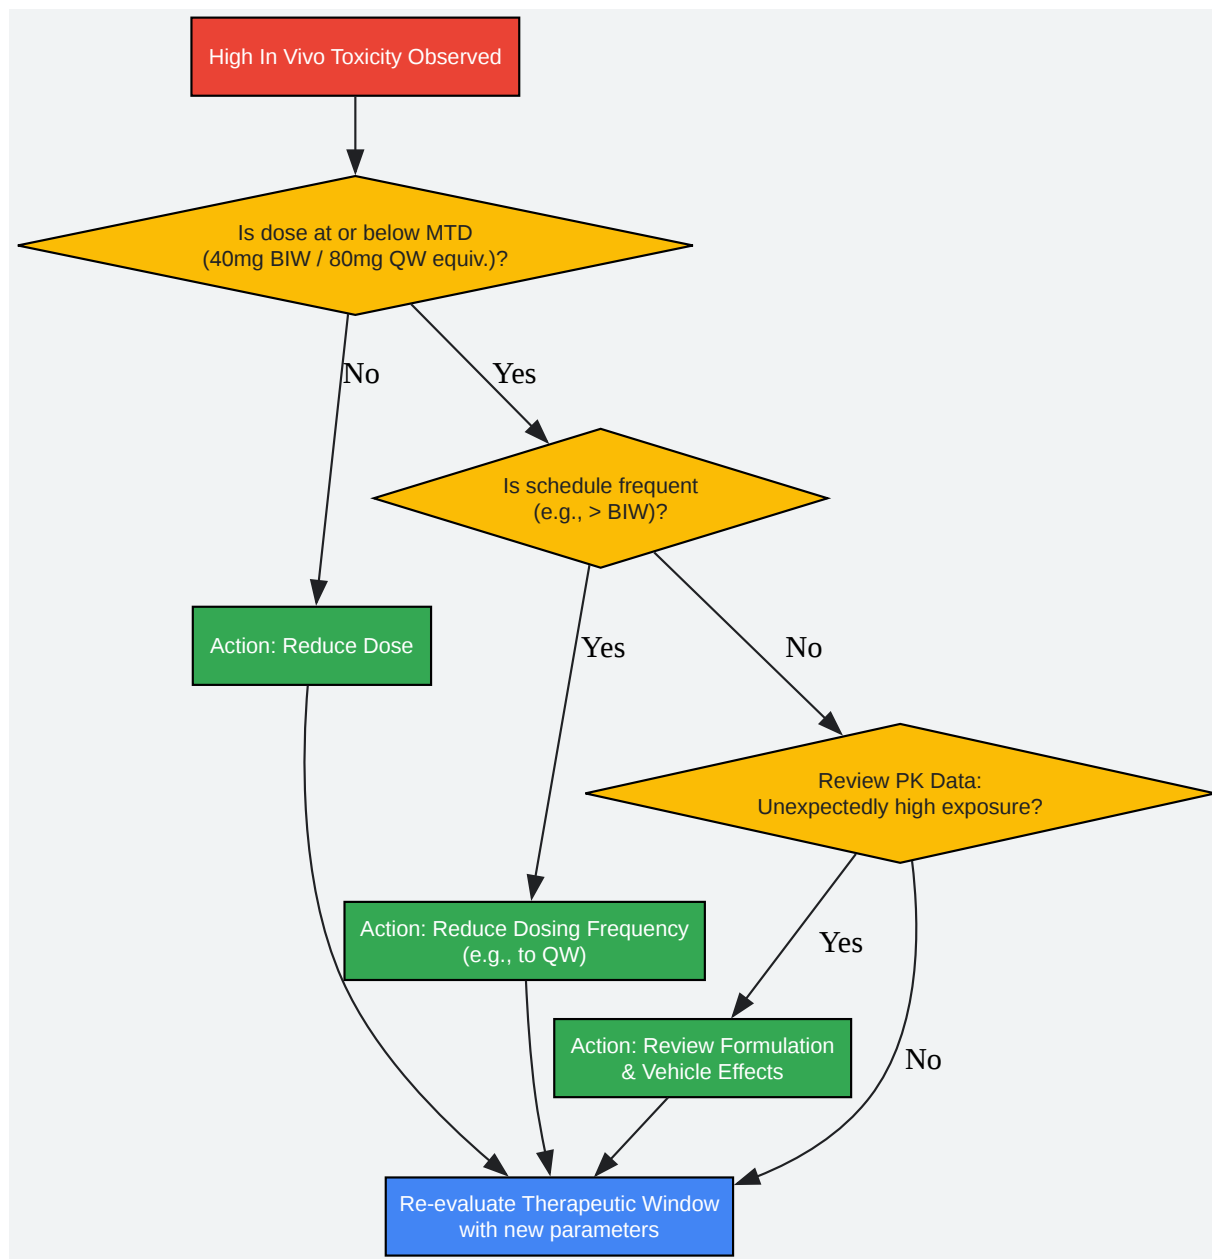 High In Vivo Toxicity Observed
Is dose at or below MTD
(40mg BIW / 80mg QW equiv.)?
No
Yes
Is schedule frequent
(e.g., > BIW)?
Action: Reduce Dose
Yes
No
Review PK Data:
Unexpectedly high exposure?
Action: Reduce Dosing Frequency
(e.g., to QW)
Yes
Action: Review Formulation
& Vehicle Effects
No
Re-evaluate Therapeutic Window
with new parameters